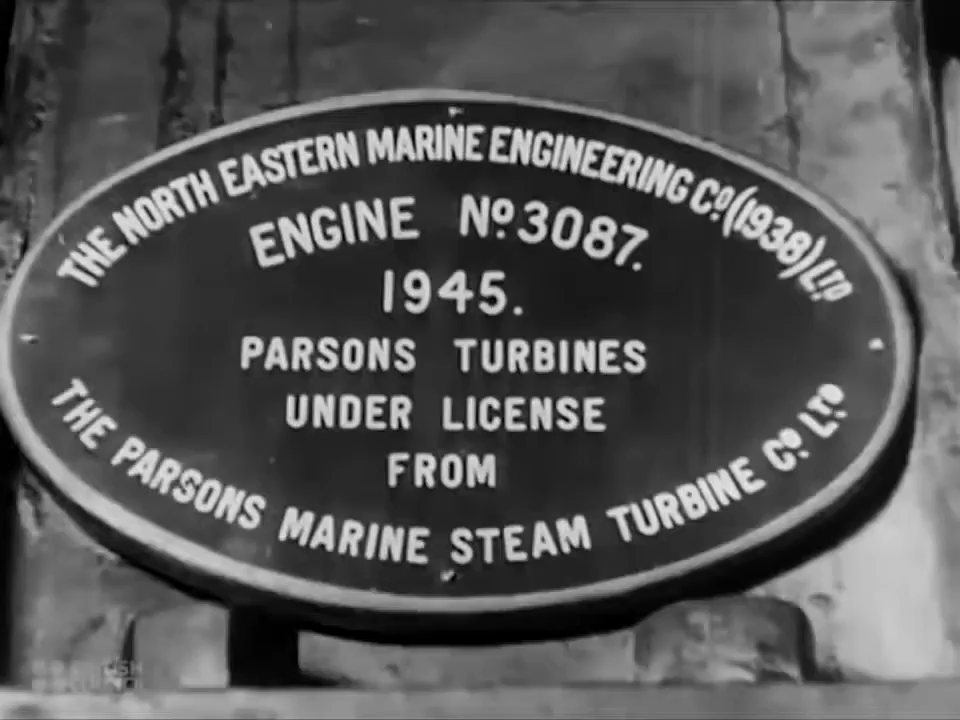 THE NORTH EASTERN MARINE ENGINEERING Cº. (1938) LTD.
ENGINE Nº. 3087.
1945.
PARSONS TURBINES
UNDER LICENSE
FROM
THE PARSONS MARINE STEAM TURBINE Cº. LTD.